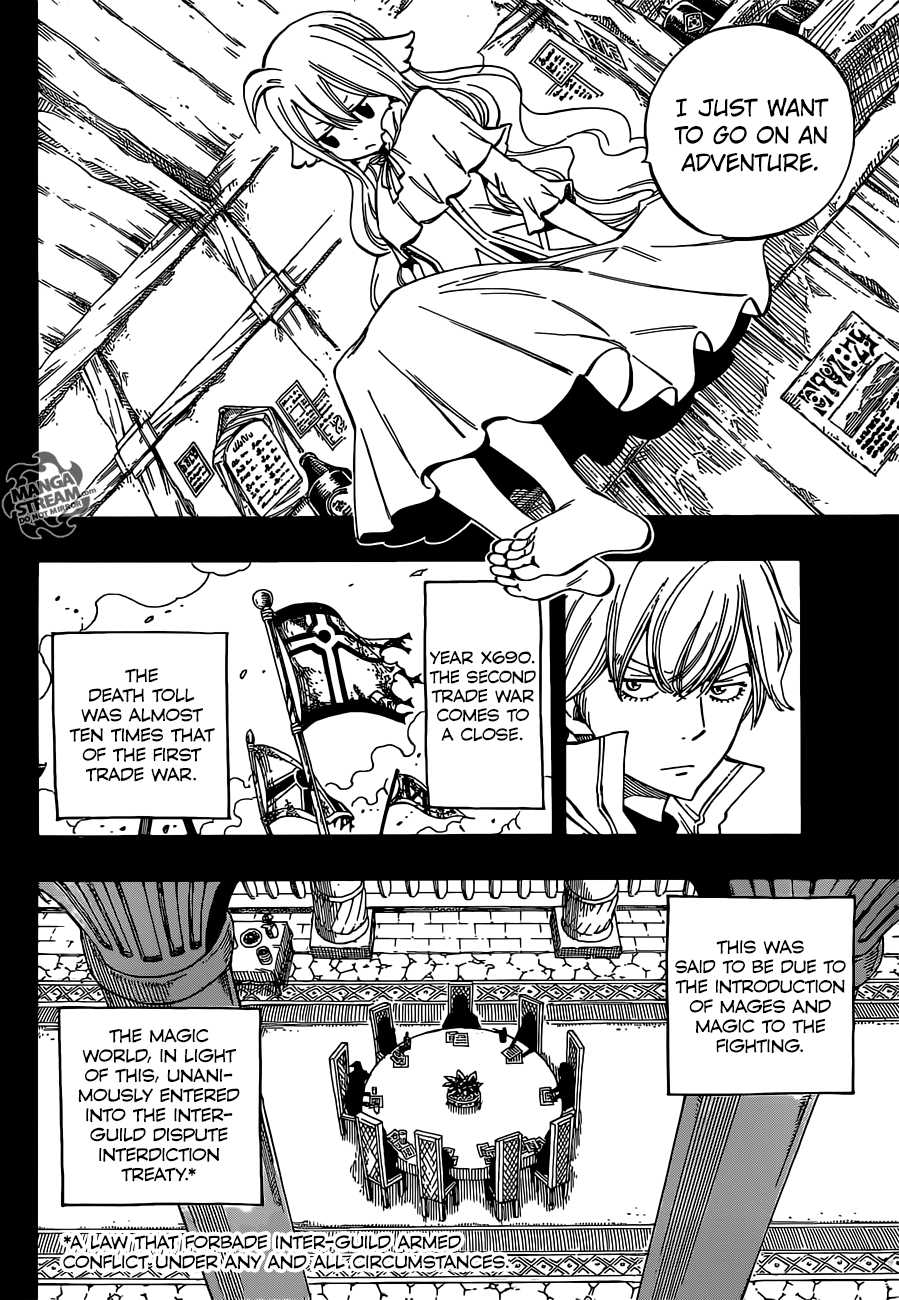 I JUST WANT
TO GO ON AN
ADVENTURE.
MANGA
STREAM.com
DO NOT MIRROR
YEAR X690.
THE SECOND
TRADE WAR
COMES TO
A CLOSE.
THE
DEATH TOLL
WAS ALMOST
TEN TIMES THAT
OF THE FIRST
TRADE WAR.
THIS WAS
SAID TO BE DUE TO
THE INTRODUCTION
OF MAGES AND
MAGIC TO THE
FIGHTING.
THE MAGIC
WORLD, IN LIGHT
OF THIS, UNANI-
MOUSLY ENTERED
INTO THE INTER-
GUILD DISPUTE
INTERDICTION
TREATY.*
*A LAW THAT FORBADE INTER-GUILD ARMED
CONFLICT UNDER ANY AND ALL CIRCUMSTANCES.